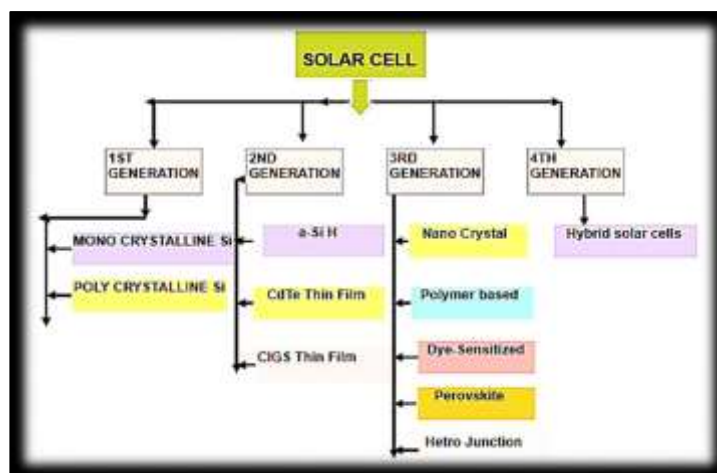 SOLAR CELL
1ST
GENERATION
2ND
GENERATION
3RD
GENERATION
4TH
GENERATION
MONO CRYSTALLINE Si
POLY CRYSTALLINE Si
a-Si H
CdTe Thin Film
CIGS Thin Film
Nano Crystal
Polymer based
Dye-Sensitized
Perovskite
Hetro Junction
Hybrid solar cells